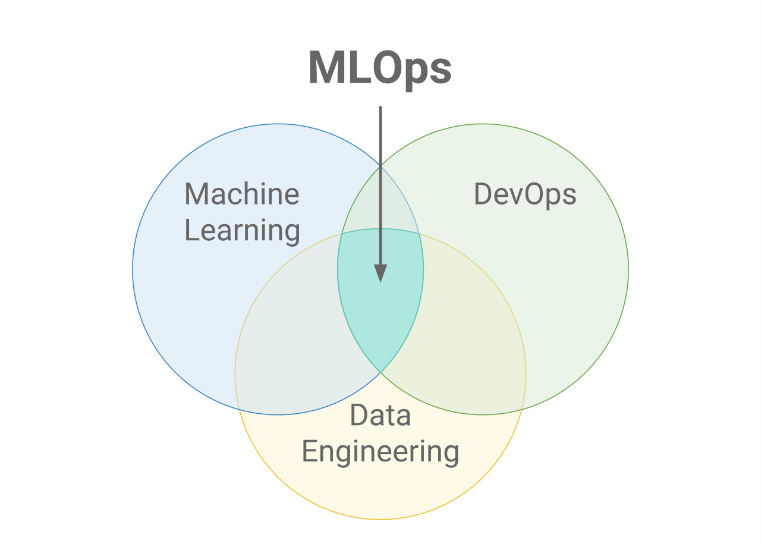 MLOps
Machine
Learning
DevOps
Data
Engineering